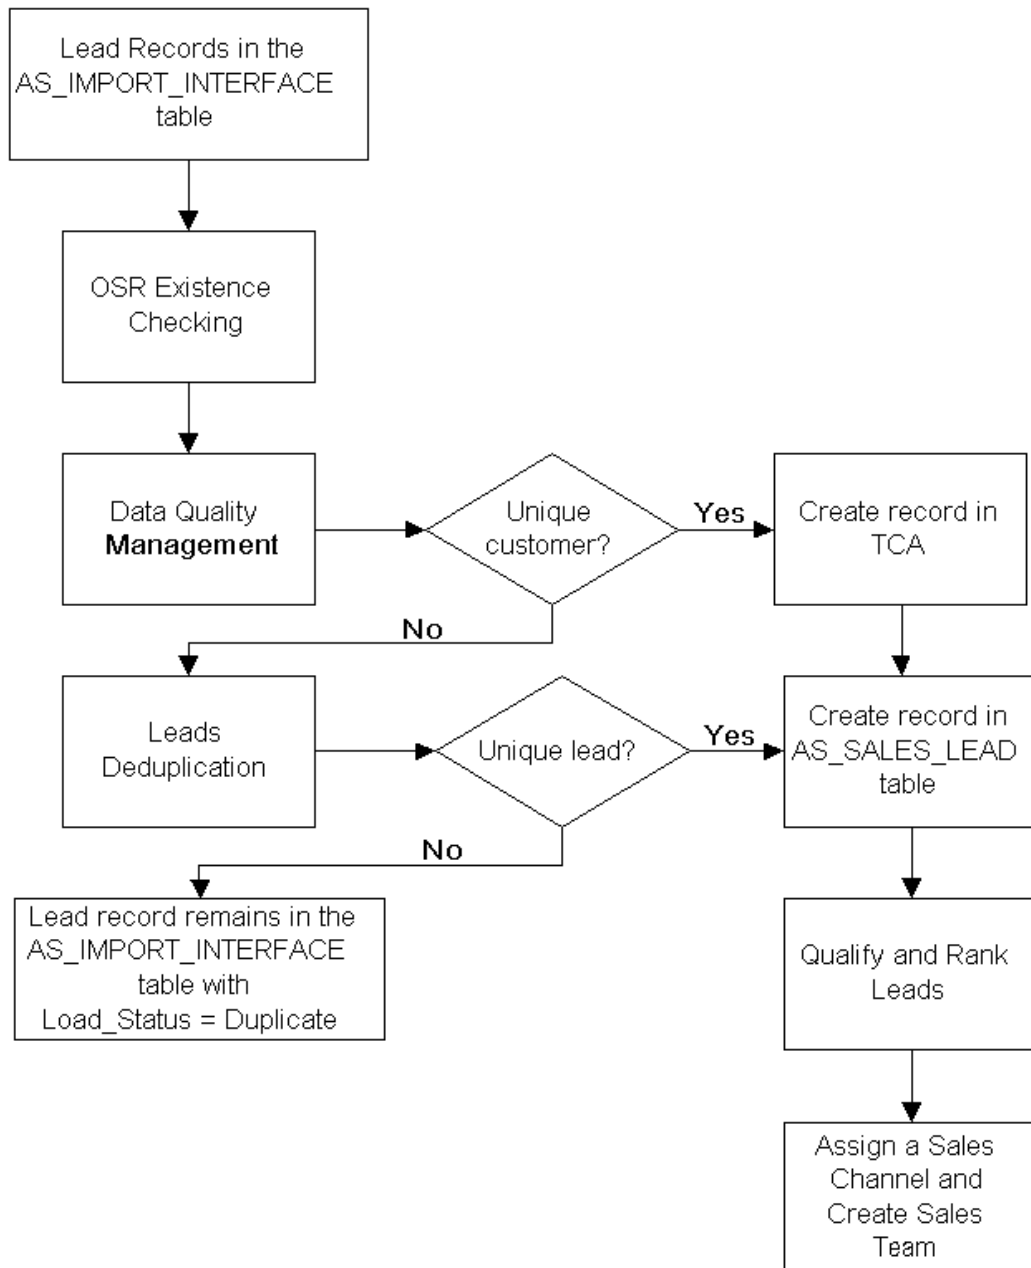 Lead Records in the
AS_IMPORT_INTERFACE
table
OSR Existence
Checking
Data Quality
Management
Unique
customer?
Yes
Create record in
TCA
No
Leads
Deduplication
Unique lead?
Yes
Create record in
AS_SALES_LEAD
table
No
Lead record remains in the
AS_IMPORT_INTERFACE
table with
Load_Status = Duplicate
Qualify and Rank
Leads
Assign a Sales
Channel and
Create Sales
Team